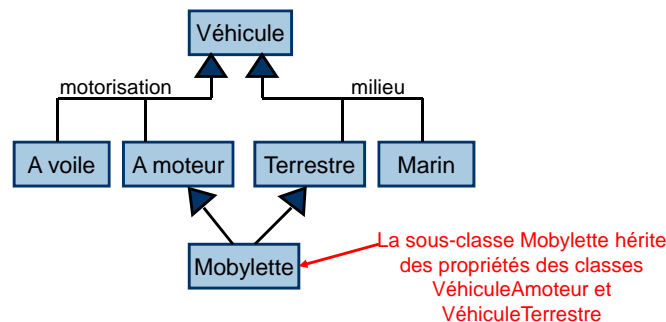 Véhicule
motorisation
milieu
A voile
A moteur
Terrestre
Marin
Mobylette
La sous-classe Mobylette hérite
des propriétés des classes
VéhiculeAmoteur et
VéhiculeTerrestre